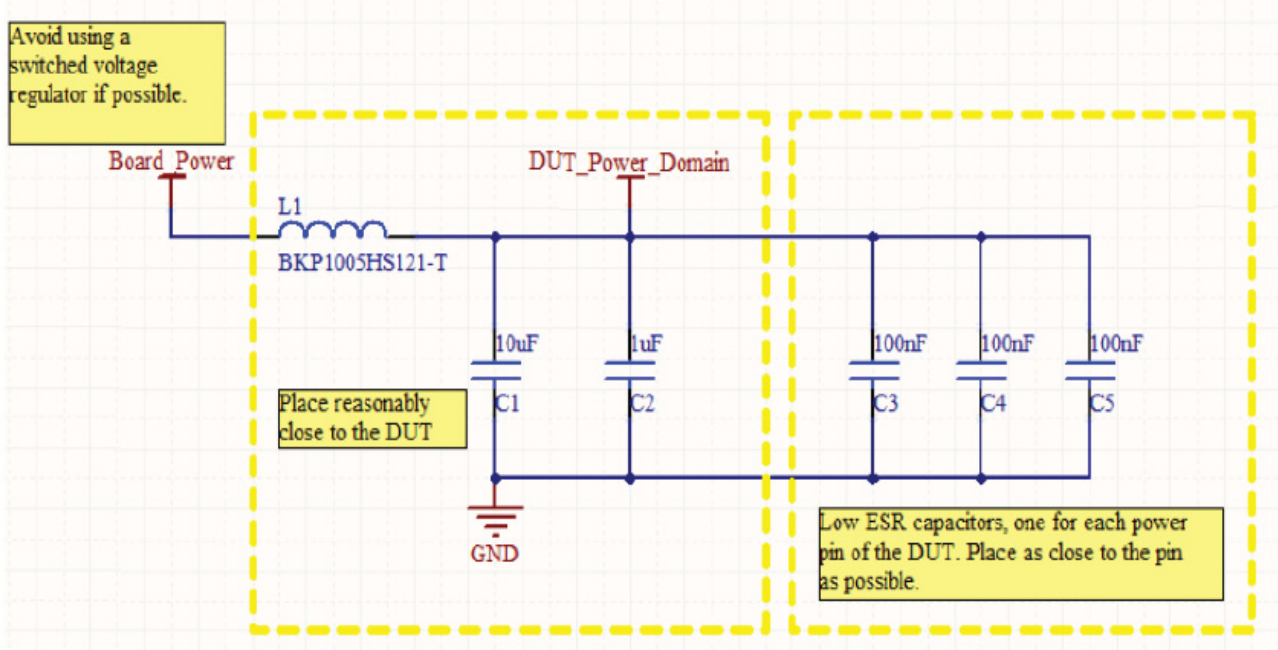 Avoid using a
switched voltage
regulator if possible.
Board_Power
DUT_Power_Domain
L1
BKP1005HS121-T
10uF
1uF
100nF
100nF
100nF
C1
C2
C3
C4
C5
Place reasonably
close to the DUT
GND
Low ESR capacitors, one for each power
pin of the DUT. Place as close to the pin
as possible.